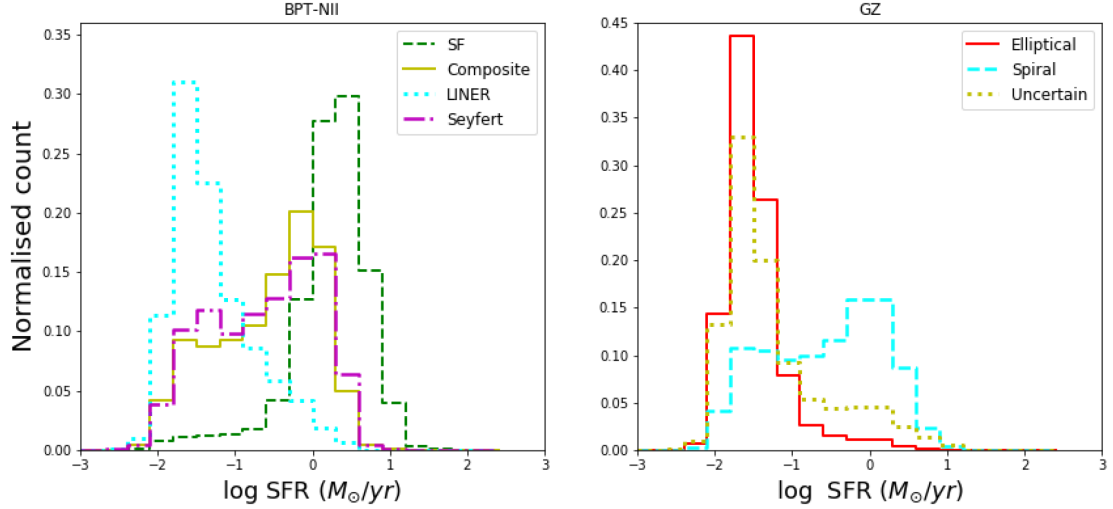 BPT-NII
Normalised count
0.35
0.30
0.25
0.20
0.15
0.10
0.05
0.00
SF
Composite
LINER
Seyfert
−3
−2
−1
0
1
2
3
log SFR (M⊙/yr)
GZ
0.45
0.40
0.35
0.30
0.25
0.20
0.15
0.10
0.05
0.00
Elliptical
Spiral
Uncertain
−3
−2
−1
0
1
2
3
log SFR (M⊙/yr)